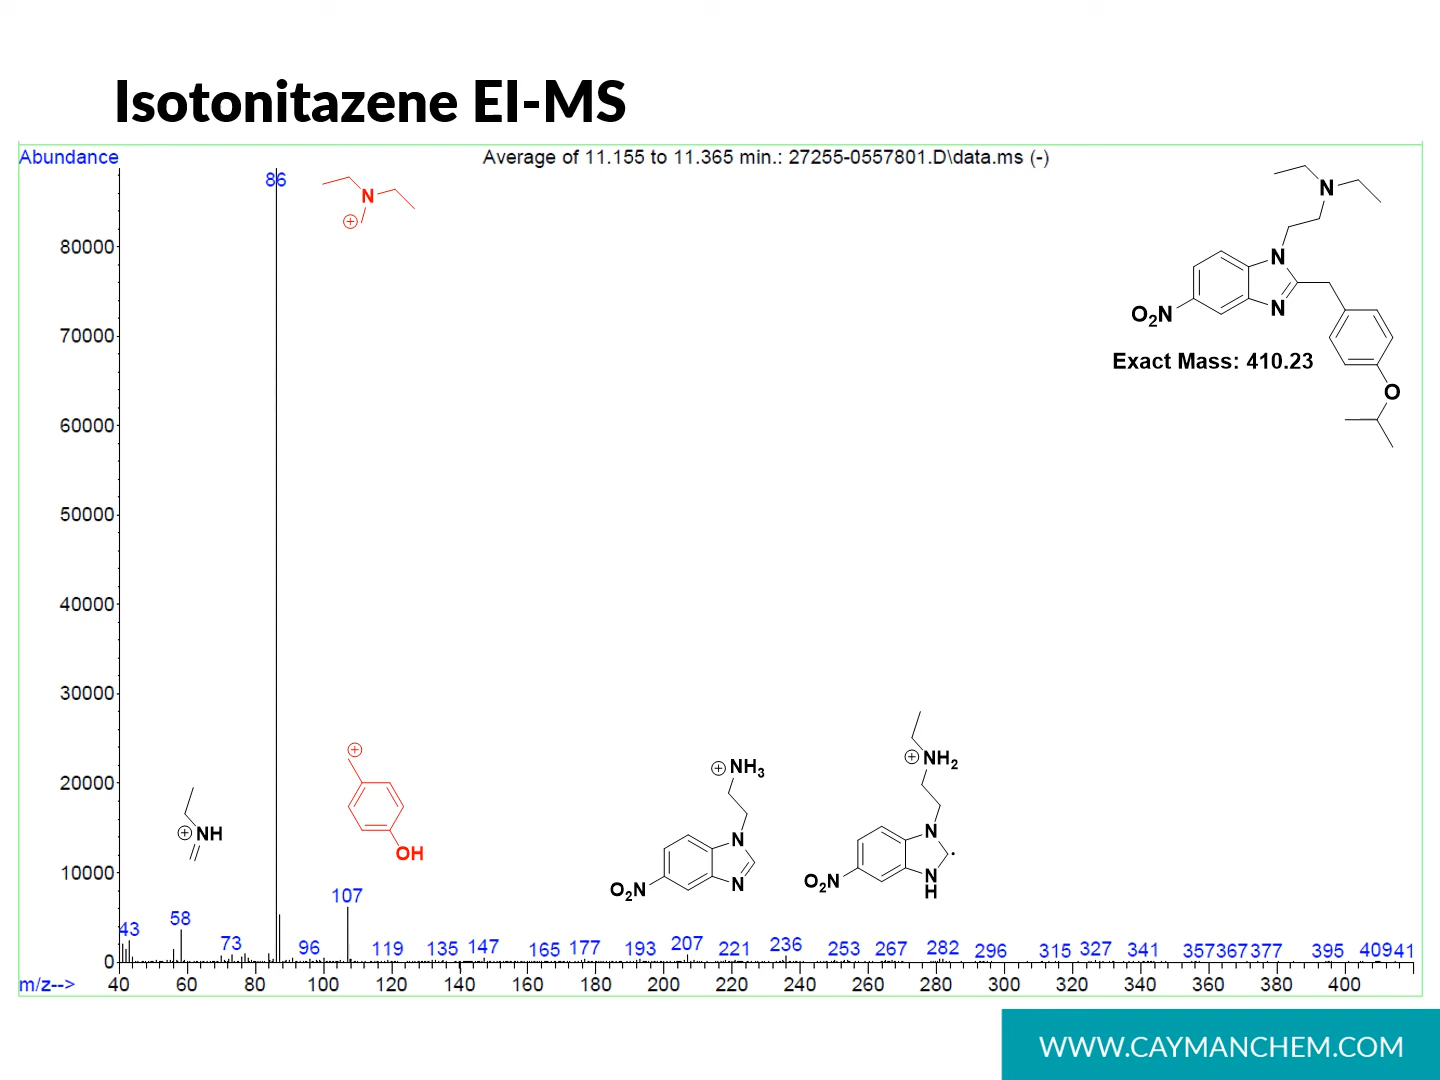 Isotonitazene EI-MS
Abundance
Average of 11.155 to 11.365 min.: 27255-0557801.D\data.ms (-)
86
N
N
80000
N
N
O2N
70000
Exact Mass: 410.23
O
60000
50000
40000
30000
NH3
NH2
20000
NH
N
N
OH
O2N
N
O2N
N
H
10000
107
43 58 73 96 119 135 147 165 177 193 207 221 236 253 267 282 296 315 327 341 357 367 377 395 409 41
0
m/z-->
40 60 80 100 120 140 160 180 200 220 240 260 280 300 320 340 360 380 400
WWW.CAYMANCHEM.COM